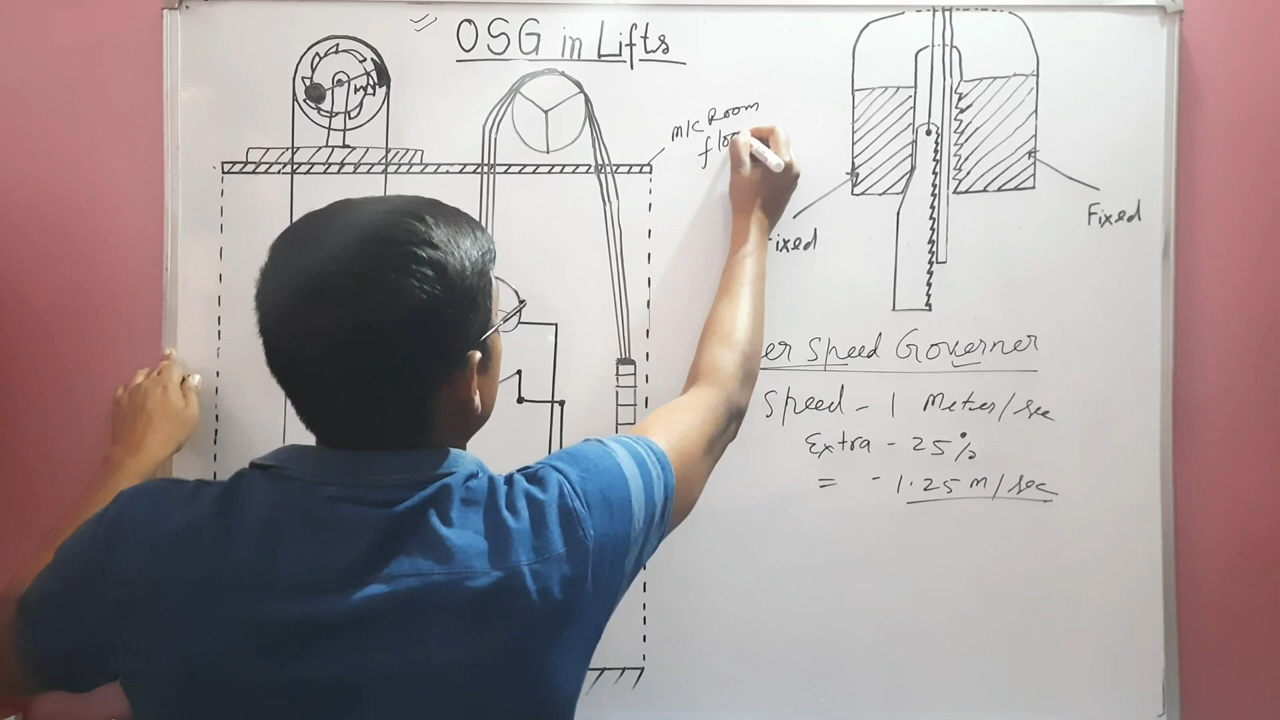 OSG in Lifts
M/C Room
floo
ixed
Fixed
er Speed Governer
Speed - 1 Meter/sec
Extra - 25%
= - 1.25 m/sec